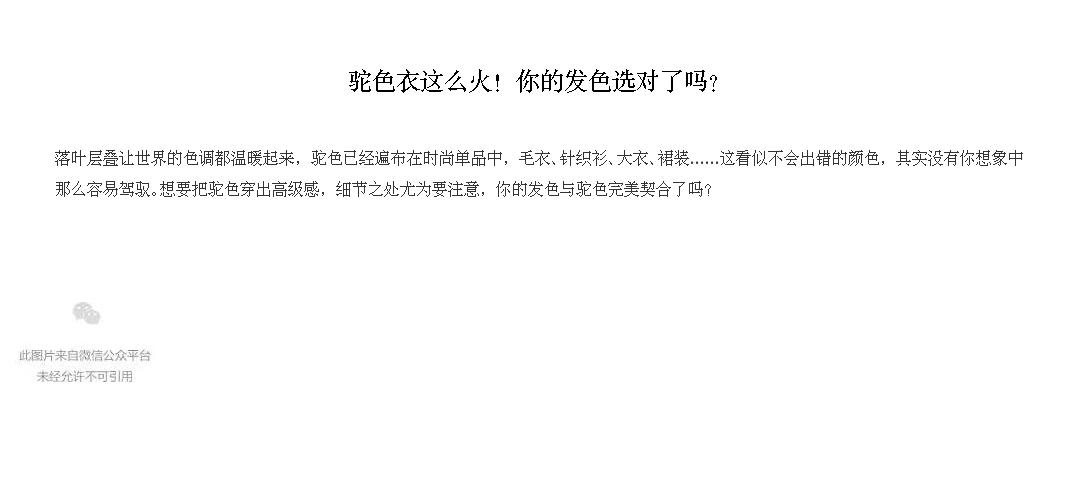 驼色衣这么火！你的发色选对了吗？
落叶层叠让世界的色调都温暖起来，驼色已经遍布在时尚单品中，毛衣、针织衫、大衣、裙装……这看似不会出错的颜色，其实没有你想象中
那么容易驾驭。想要把驼色穿出高级感，细节之处尤为要注意，你的发色与驼色完美契合了吗？
此图片来自微信公众平台
未经允许不可引用